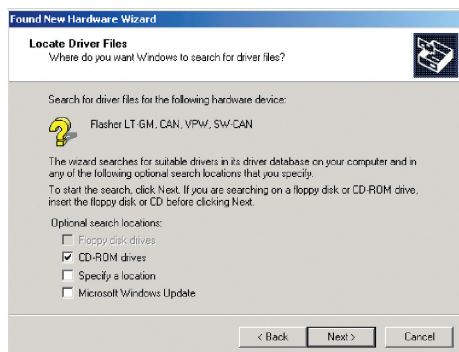 Found New Hardware Wizard
Locate Driver Files
Where do you want Windows to search for driver files?
Search for driver files for the following hardware device:
Flasher LT-GM, CAN, VPW, SW-CAN
The wizard searches for suitable drivers in its driver database on your computer and in
any of the following optional search locations that you specify.
To start the search, click Next. If you are searching on a floppy disk or CD-ROM drive,
insert the floppy disk or CD before clicking Next.
Optional search locations:
Floppy disk drives
CD-ROM drives
Specify a location
Microsoft Windows Update
< Back
Next >
Cancel